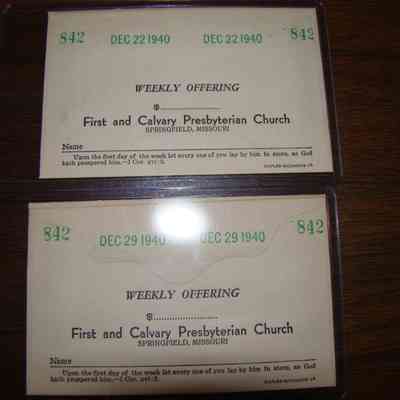 842 DEC 22 1940 DEC 22 1940 842
WEEKLY OFFERING
$
First and Calvary Presbyterian Church
SPRINGFIELD, MISSOURI
Name
Upon the first day of the week let every one of you lay by him in store, as God
hath prospered him.—I Cor. xvi:2.
842 DEC 29 1940 DEC 29 1940 842
WEEKLY OFFERING
$
First and Calvary Presbyterian Church
SPRINGFIELD, MISSOURI
Name
Upon the first day of the week let every one of you lay by him in store, as God
hath prospered him.—I Cor. xvi:2.